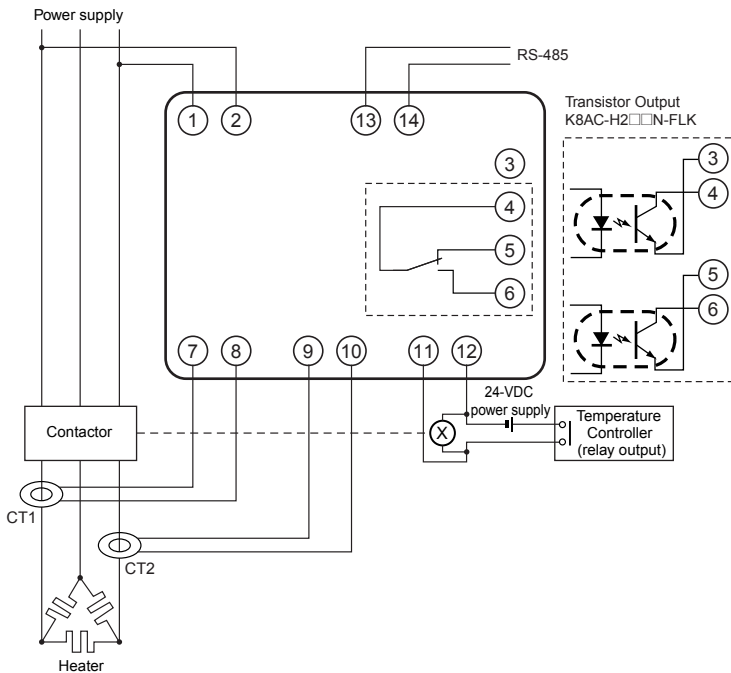 Power supply
RS-485
1
2
13
14
Transistor Output
K8AC-H2□□N-FLK
3
4
5
6
3
4
5
6
7
8
9
10
11
12
24-VDC
power supply
Contactor
X
Temperature
Controller
(relay output)
CT1
CT2
Heater